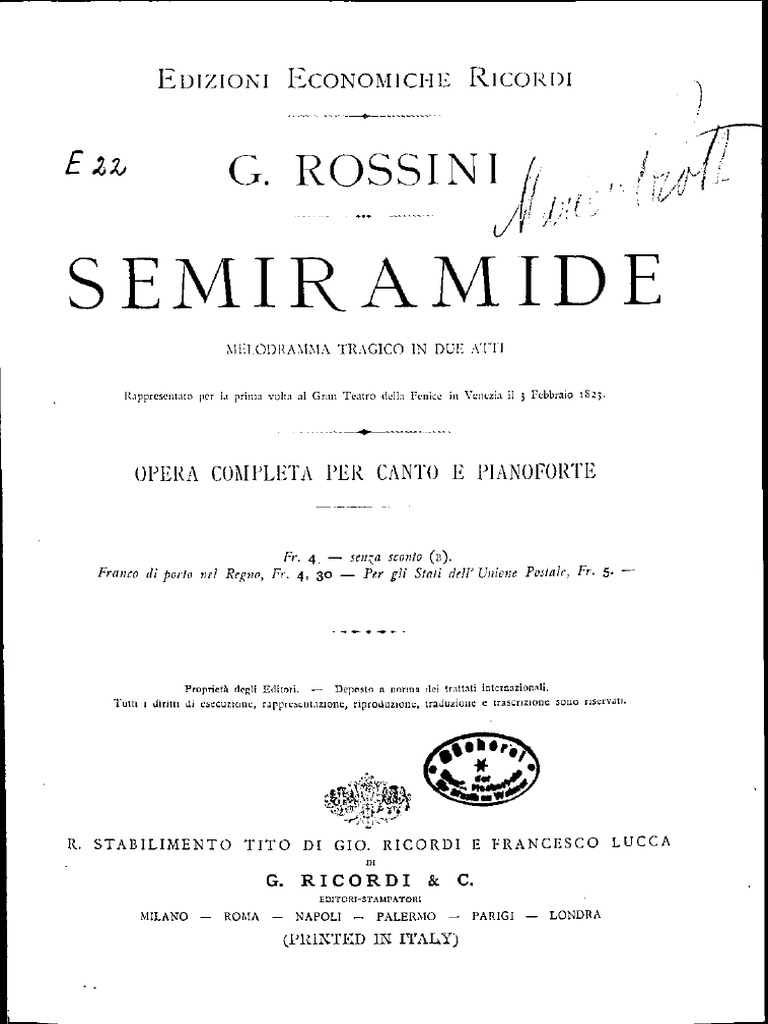 EDIZIONI ECONOMICHE RICORDI
E 22
G. ROSSINI
SEMIRAMIDE
MELODRAMMA TRAGICO IN DUE ATTI
Rappresentato per la prima volta al Gran Teatro della Fenice in Venezia il 3 Febbraio 1823.
OPERA COMPLETA PER CANTO E PIANOFORTE
Fr. 4. — senza sconto (B).
Franco di porto nel Regno, Fr. 4, 30 — Per gli Stati dell' Unione Postale, Fr. 5. —
Proprietà degli Editori. — Deposto a norma dei trattati internazionali.
Tutti i diritti di esecuzione, rappresentazione, riproduzione, traduzione e trascrizione sono riservati.
Bücherei
der
R. STABILIMENTO TITO DI GIO. RICORDI E FRANCESCO LUCCA
DI
G. RICORDI & C.
EDITORI-STAMPATORI
MILANO — ROMA — NAPOLI — PALERMO — PARIGI — LONDRA
(PRINTED IN ITALY)